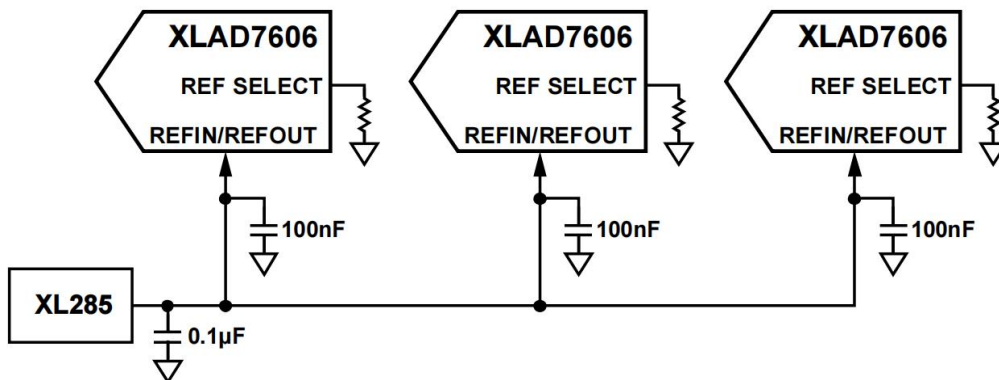 XLAD7606
XLAD7606
XLAD7606
REF SELECT
REF SELECT
REF SELECT
REFIN/REFOUT
REFIN/REFOUT
REFIN/REFOUT
100nF
100nF
100nF
XL285
0.1µF